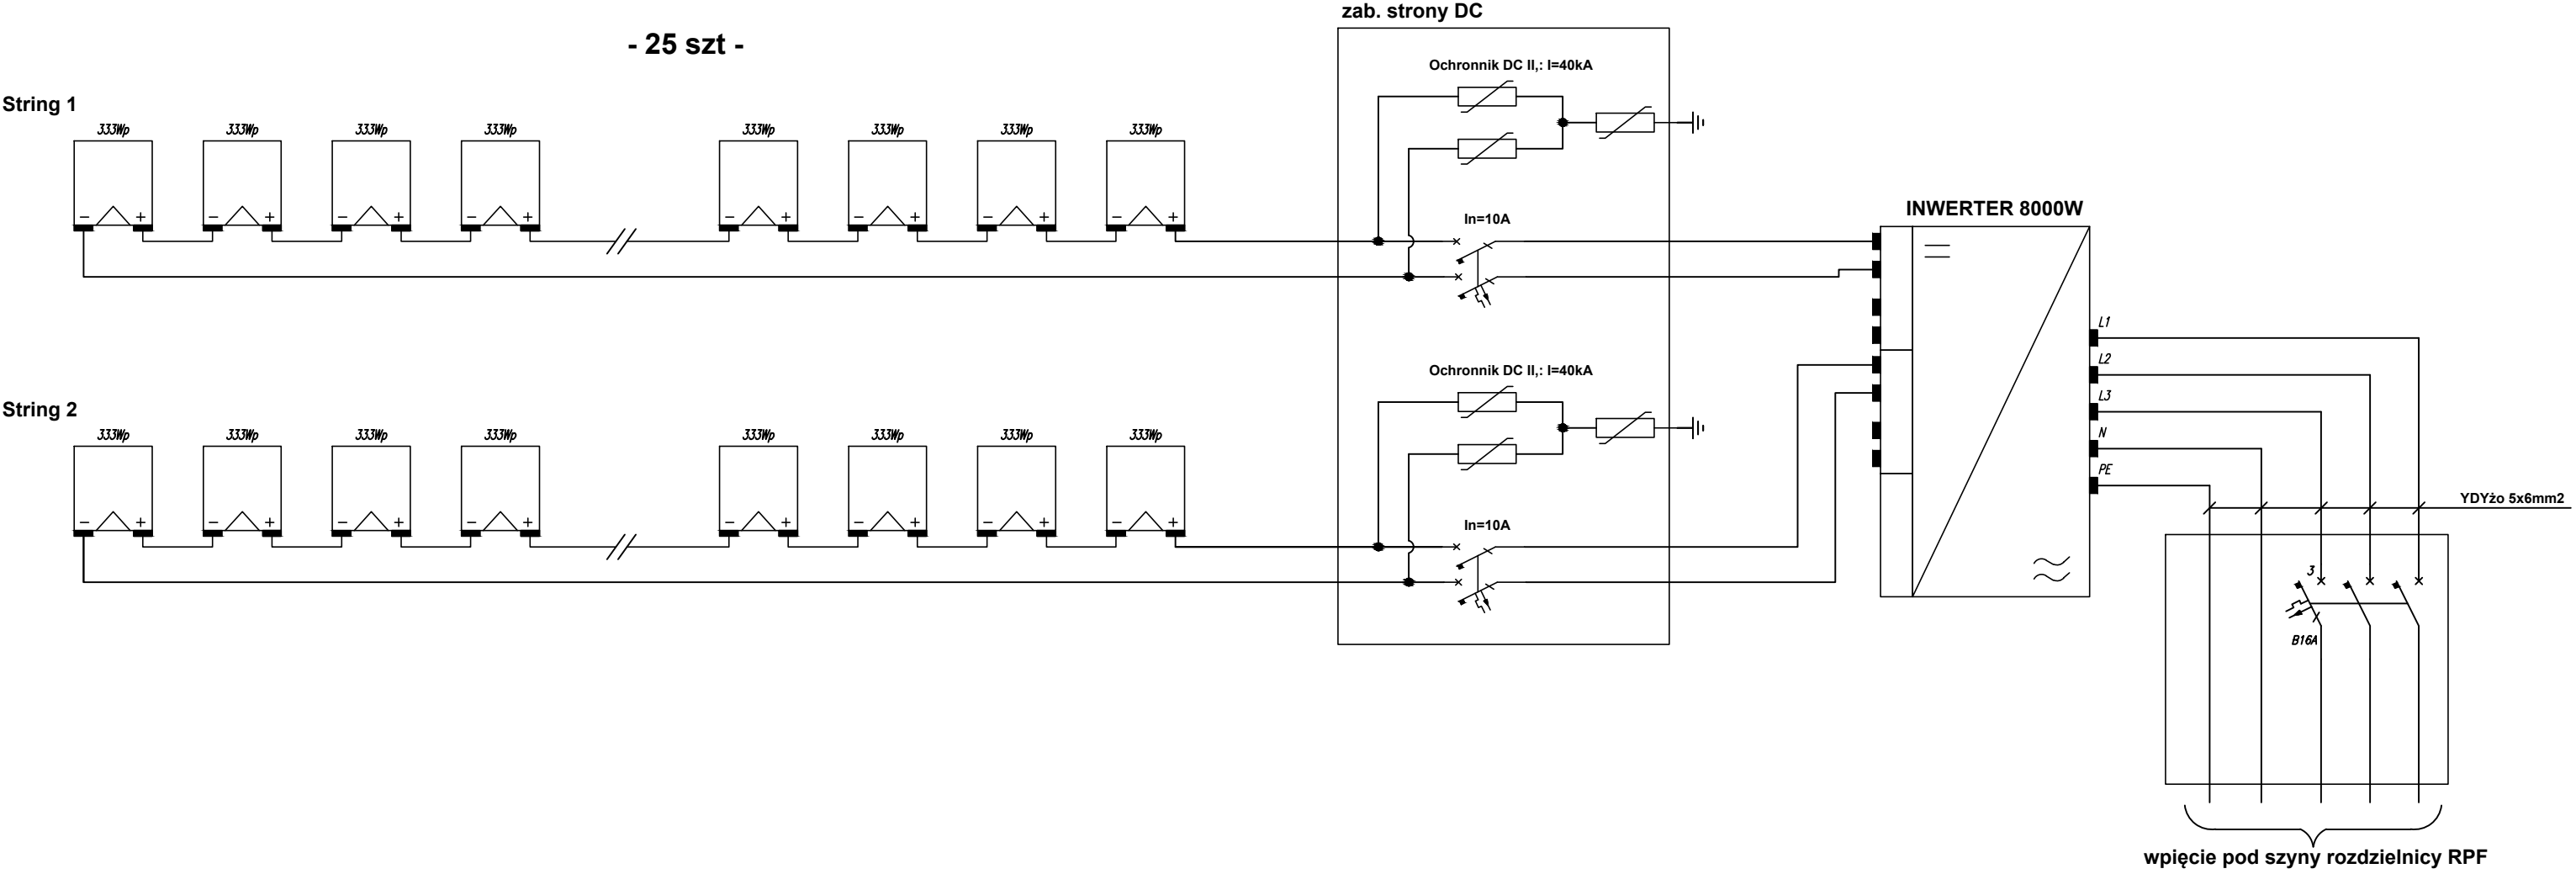 zab. strony DC
- 25 szt -
Ochronnik DC II,: I=40kA
String 1
333Wp 333Wp 333Wp 333Wp 333Wp 333Wp 333Wp 333Wp
- + - + - + - + - + - + - + - +
In=10A
INWERTER 8000W
L1
L2
L3
N
PE
Ochronnik DC II,: I=40kA
String 2
333Wp 333Wp 333Wp 333Wp 333Wp 333Wp 333Wp 333Wp
- + - + - + - + - + - + - + - +
In=10A
YDYżo 5x6mm2
3
B16A
wpięcie pod szyny rozdzielnicy RPF